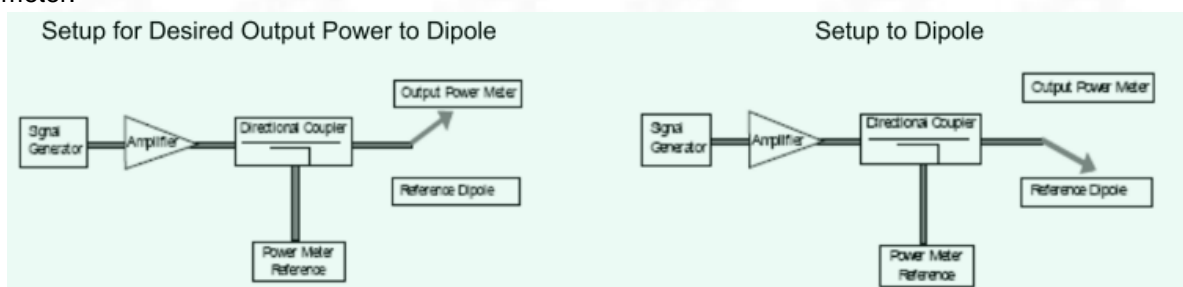 meter.
Setup for Desired Output Power to Dipole
Setup to Dipole
Output Power Meter
Signal
Generator
Amplifier
Directional Coupler
Reference Dipole
Power Meter
Reference
Output Power Meter
Signal
Generator
Amplifier
Directional Coupler
Reference Dipole
Power Meter
Reference